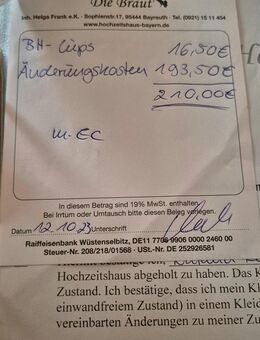 Die Braut
Inh. Helga Frank e.K. - Sophienstr.17, 95444 Bayreuth - Tel. (0921) 15 11 454
www.hochzeitshaus-bayern.de
BH-Cups 16,50€
Änderungskosten 193,50€
210,00€
m. EC
In diesem Betrag sind 19% MwSt. enthalten.
Bei Irrtum oder Umtausch bitte diesen Beleg vorlegen.
Datum 12.10.23 Unterschrift
Raiffeisenbank Wüstenselbitz, DE11 7706 9906 0000 2460 00
Steuer-Nr. 208/218/01568 · USt.-Nr. DE 252926581
Hochzeitshaus abgeholt zu haben. Das K
Zustand. Ich bestätige, dass ich mein Kl
einwandfreiem Zustand) in einem Kleid
vereinbarten Änderungen zu meiner Zu